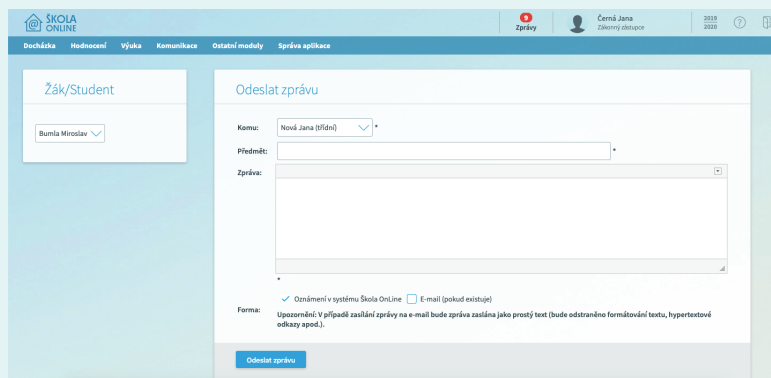 ŠKOLA
ONLINE
9
Zprávy
Černá Jana
Zákonný zástupce
2019
2020
?
Docházka Hodnocení Výuka Komunikace Ostatní moduly Správa aplikace
Žák/Student
Bumla Miroslav
Odeslat zprávu
Komu: Nová Jana (třídní) *
Předmět: *
Zpráva:
*
Oznámení v systému Škola OnLine E-mail (pokud existuje)
Forma:
Upozornění: V případě zasílání zprávy na e-mail bude zpráva zaslána jako prostý text (bude odstraněno formátování textu, hypertextové
odkazy apod.).
Odeslat zprávu